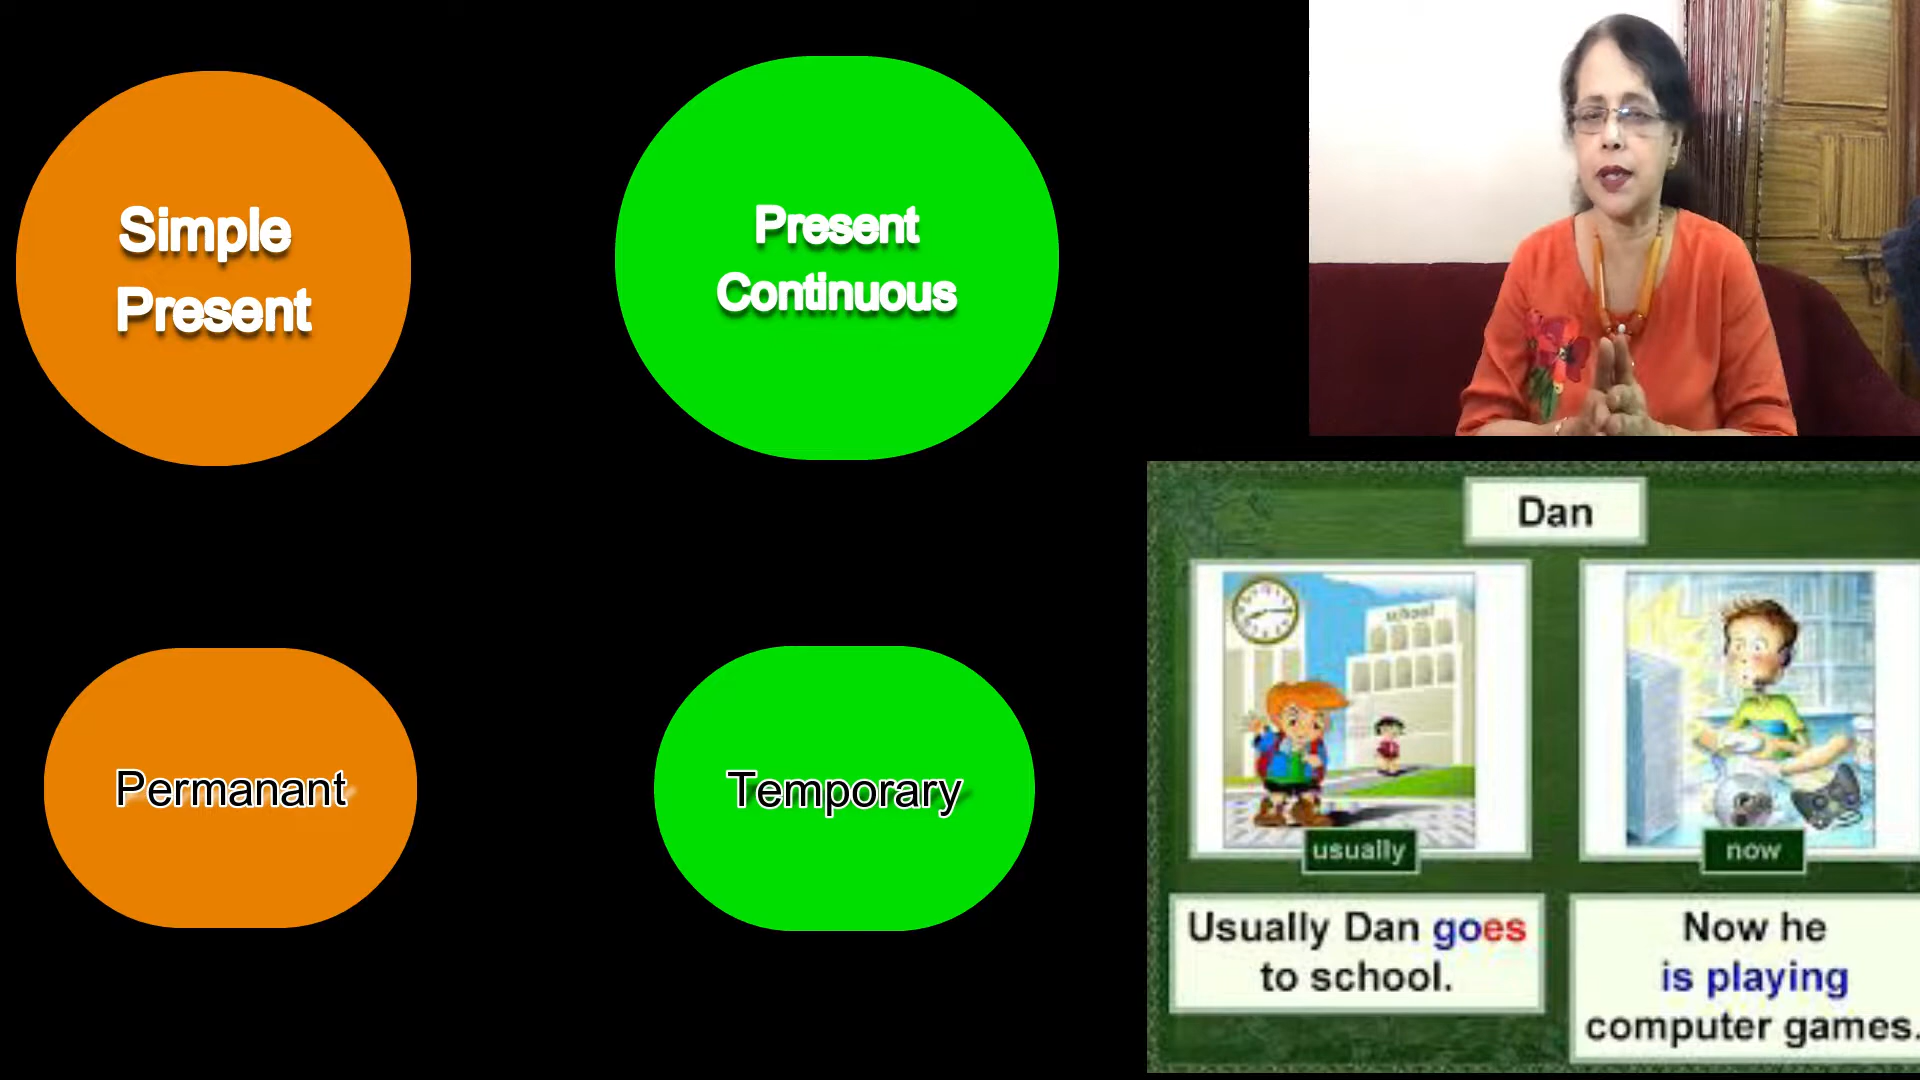 Simple
Present
Present
Continuous
Permanant
Temporary
Dan
school
usually
now
Usually Dan goes
to school.
Now he
is playing
computer games.